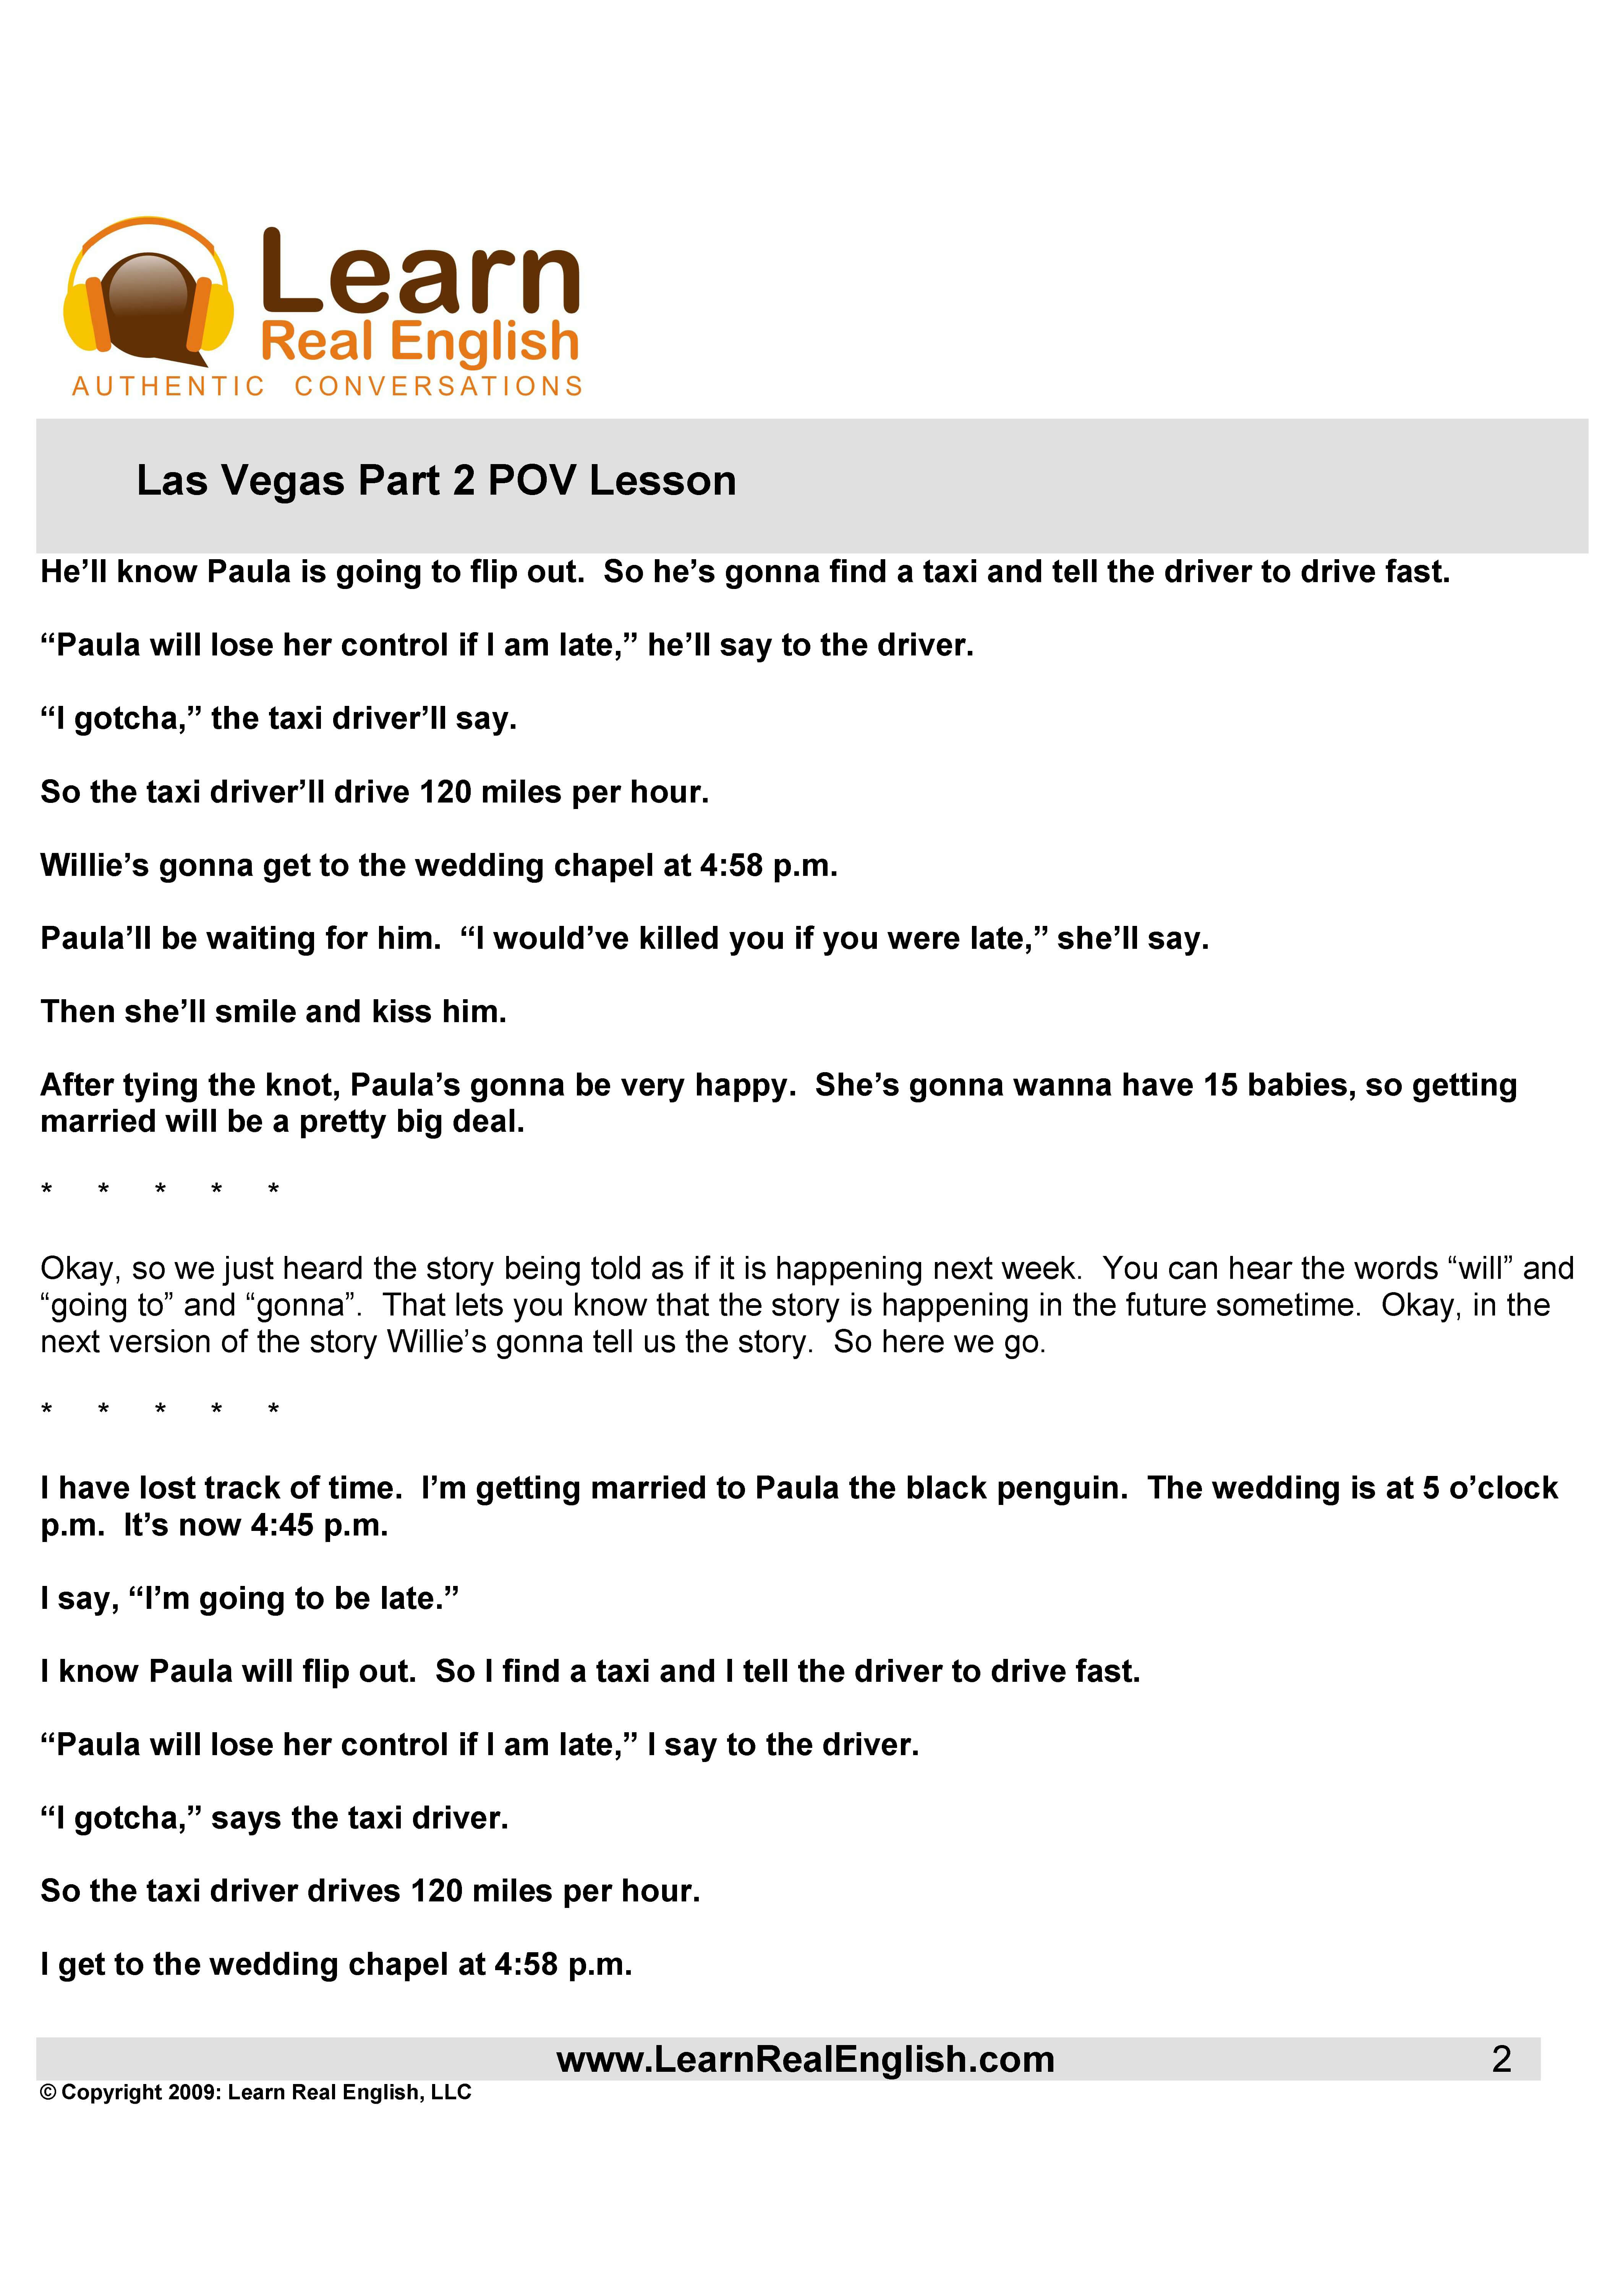 Learn
Real English
AUTHENTIC CONVERSATIONS
Las Vegas Part 2 POV Lesson
He’ll know Paula is going to flip out.  So he’s gonna find a taxi and tell the driver to drive fast.
“Paula will lose her control if I am late,” he’ll say to the driver.
“I gotcha,” the taxi driver’ll say.
So the taxi driver’ll drive 120 miles per hour.
Willie’s gonna get to the wedding chapel at 4:58 p.m.
Paula’ll be waiting for him.  “I would’ve killed you if you were late,” she’ll say.
Then she’ll smile and kiss him.
After tying the knot, Paula’s gonna be very happy.  She’s gonna wanna have 15 babies, so getting
married will be a pretty big deal.
* * * * *
Okay, so we just heard the story being told as if it is happening next week.  You can hear the words “will” and
“going to” and “gonna”.  That lets you know that the story is happening in the future sometime.  Okay, in the
next version of the story Willie’s gonna tell us the story.  So here we go.
* * * * *
I have lost track of time.  I’m getting married to Paula the black penguin.  The wedding is at 5 o’clock
p.m.  It’s now 4:45 p.m.
I say, “I’m going to be late.”
I know Paula will flip out.  So I find a taxi and I tell the driver to drive fast.
“Paula will lose her control if I am late,” I say to the driver.
“I gotcha,” says the taxi driver.
So the taxi driver drives 120 miles per hour.
I get to the wedding chapel at 4:58 p.m.
www.LearnRealEnglish.com 2
© Copyright 2009: Learn Real English, LLC